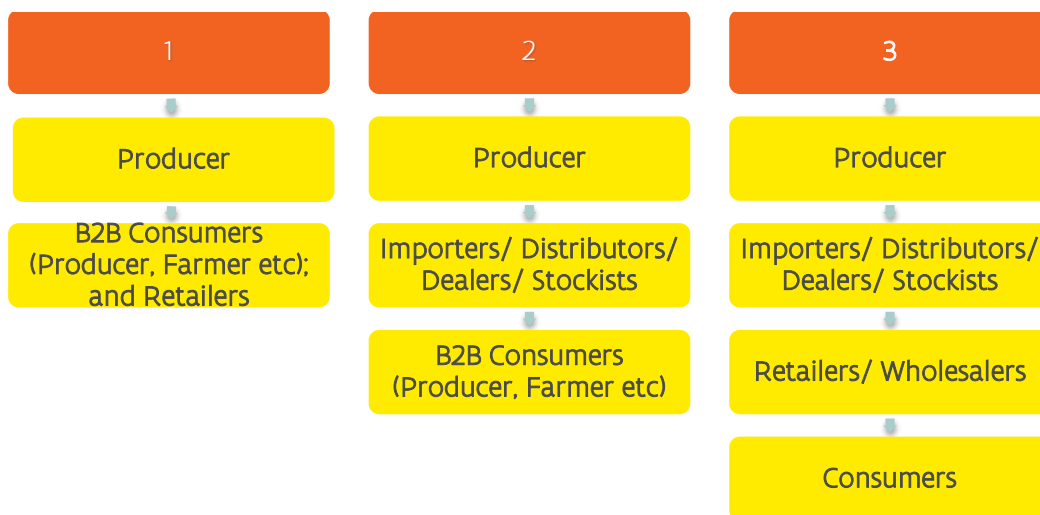 1
Producer
B2B Consumers
(Producer, Farmer etc);
and Retailers
2
Producer
Importers/ Distributors/
Dealers/ Stockists
B2B Consumers
(Producer, Farmer etc)
3
Producer
Importers/ Distributors/
Dealers/ Stockists
Retailers/ Wholesalers
Consumers